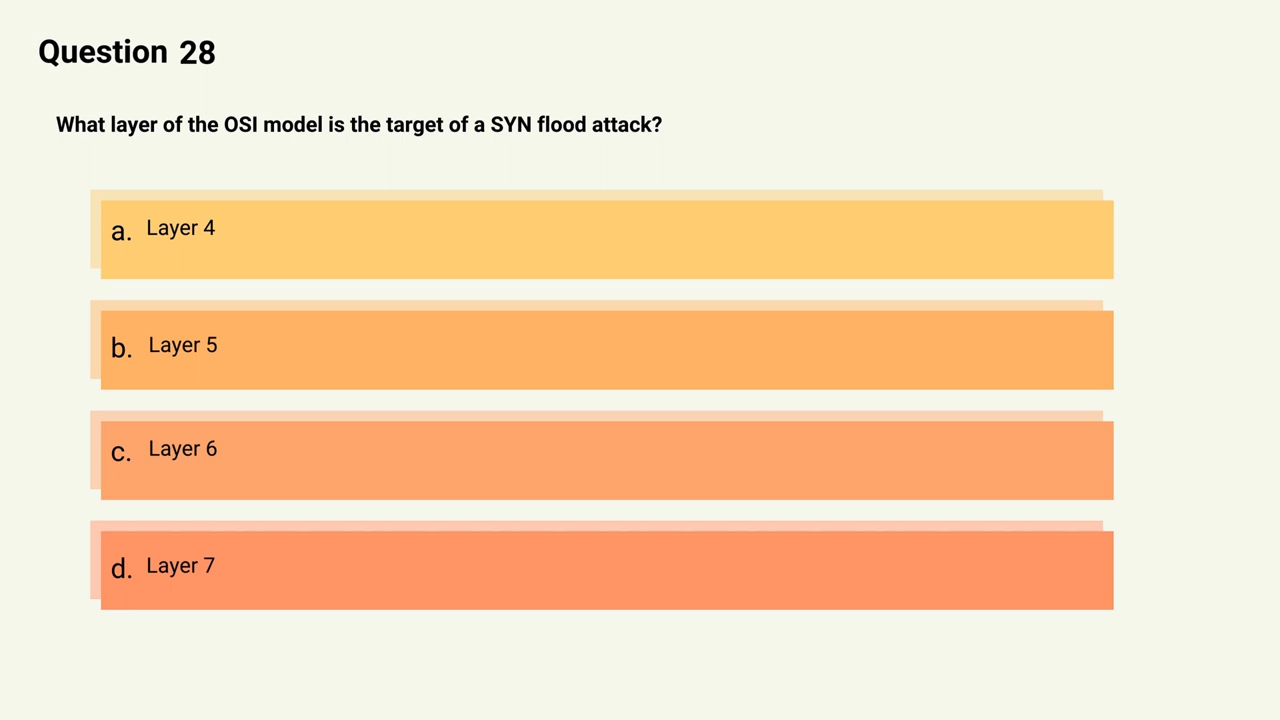 Question 28
What layer of the OSI model is the target of a SYN flood attack?
a. Layer 4
b. Layer 5
c. Layer 6
d. Layer 7